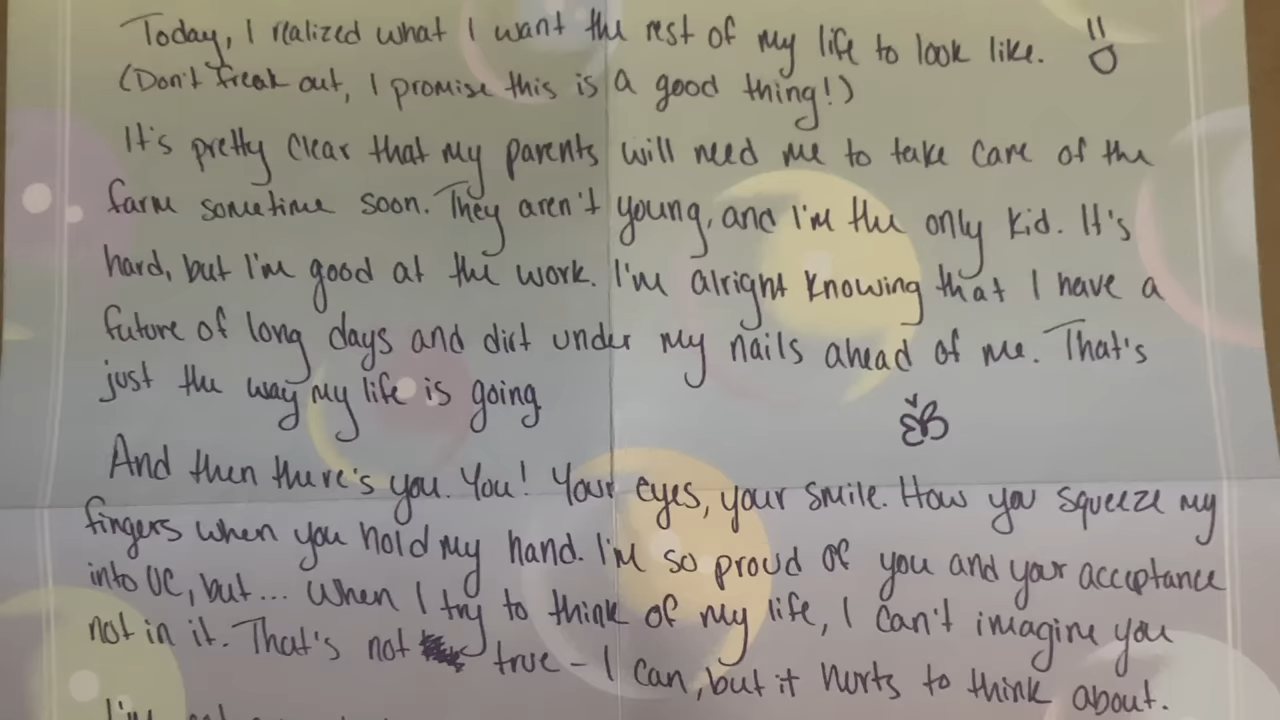 Today, I realized what I want the rest of my life to look like.
(Don't freak out, I promise this is a good thing!)
It's pretty clear that my parents will need me to take care of the
farm sometime soon. They aren't young, and I'm the only kid. It's
hard, but I'm good at the work. I'm alright knowing that I have a
future of long days and dirt under my nails ahead of me. That's
just the way my life is going
And then there's you. You! Your eyes, your smile. How you squeeze my
fingers when you hold my hand. I'm so proud of you and your acceptance
into UC, but... When I try to think of my life, I can't imagine you
not in it. That's not true - I can, but it hurts to think about.
I'm not